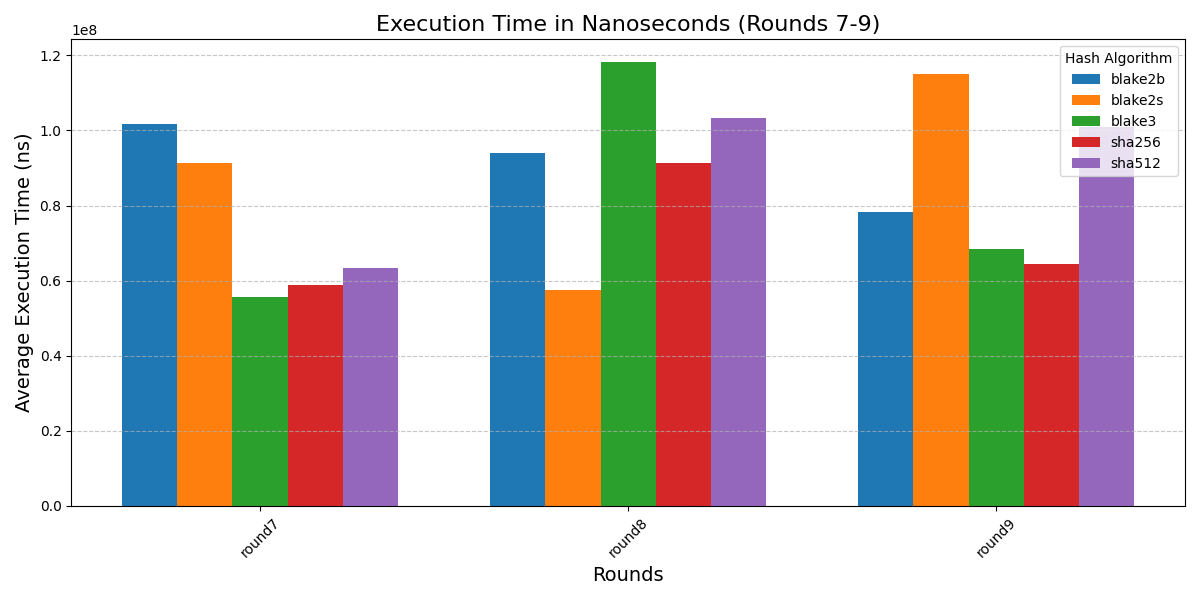 Execution Time in Nanoseconds (Rounds 7-9)
1e8
1.2
1.0
0.8
0.6
0.4
0.2
0.0
Average Execution Time (ns)
Hash Algorithm
blake2b
blake2s
blake3
sha256
sha512
round7
round8
round9
Rounds